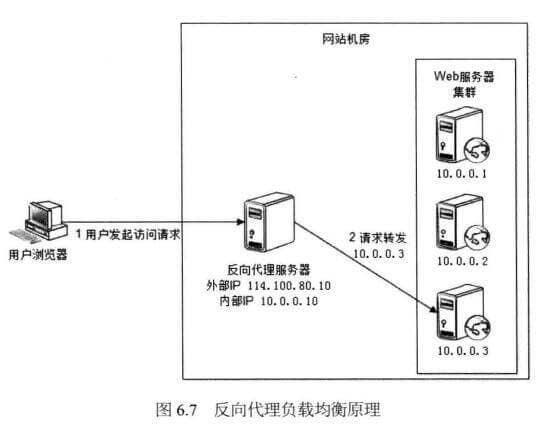 网站机房
Web服务器
集群
10.0.0.1
1 用户发起访问请求
用户浏览器
2 请求转发
10.0.0.3
10.0.0.2
反向代理服务器
外部IP 114.100.80.10
内部IP 10.0.0.10
10.0.0.3
图 6.7 反向代理负载均衡原理